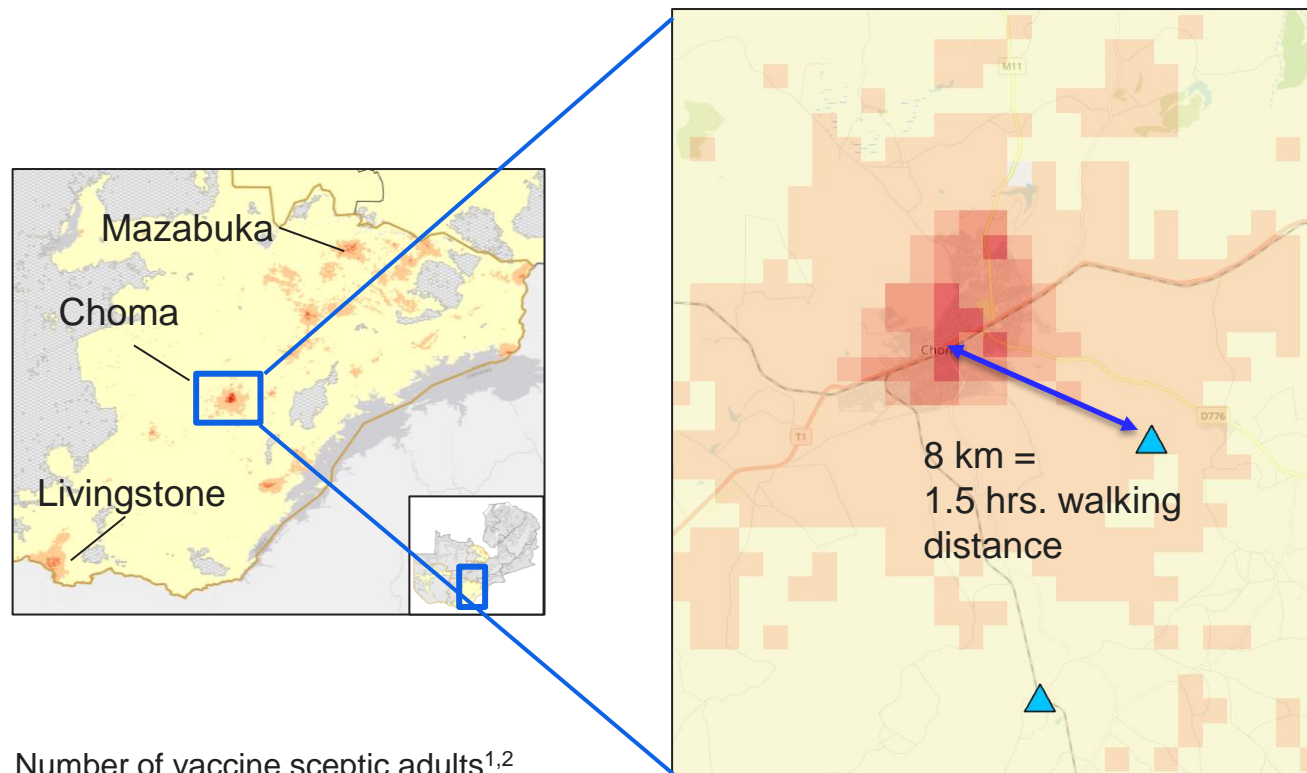 M11
Mazabuka
Choma
Livingstone
T1
D776
8 km =
1.5 hrs. walking
distance
Number of vaccine sceptic adults1,2